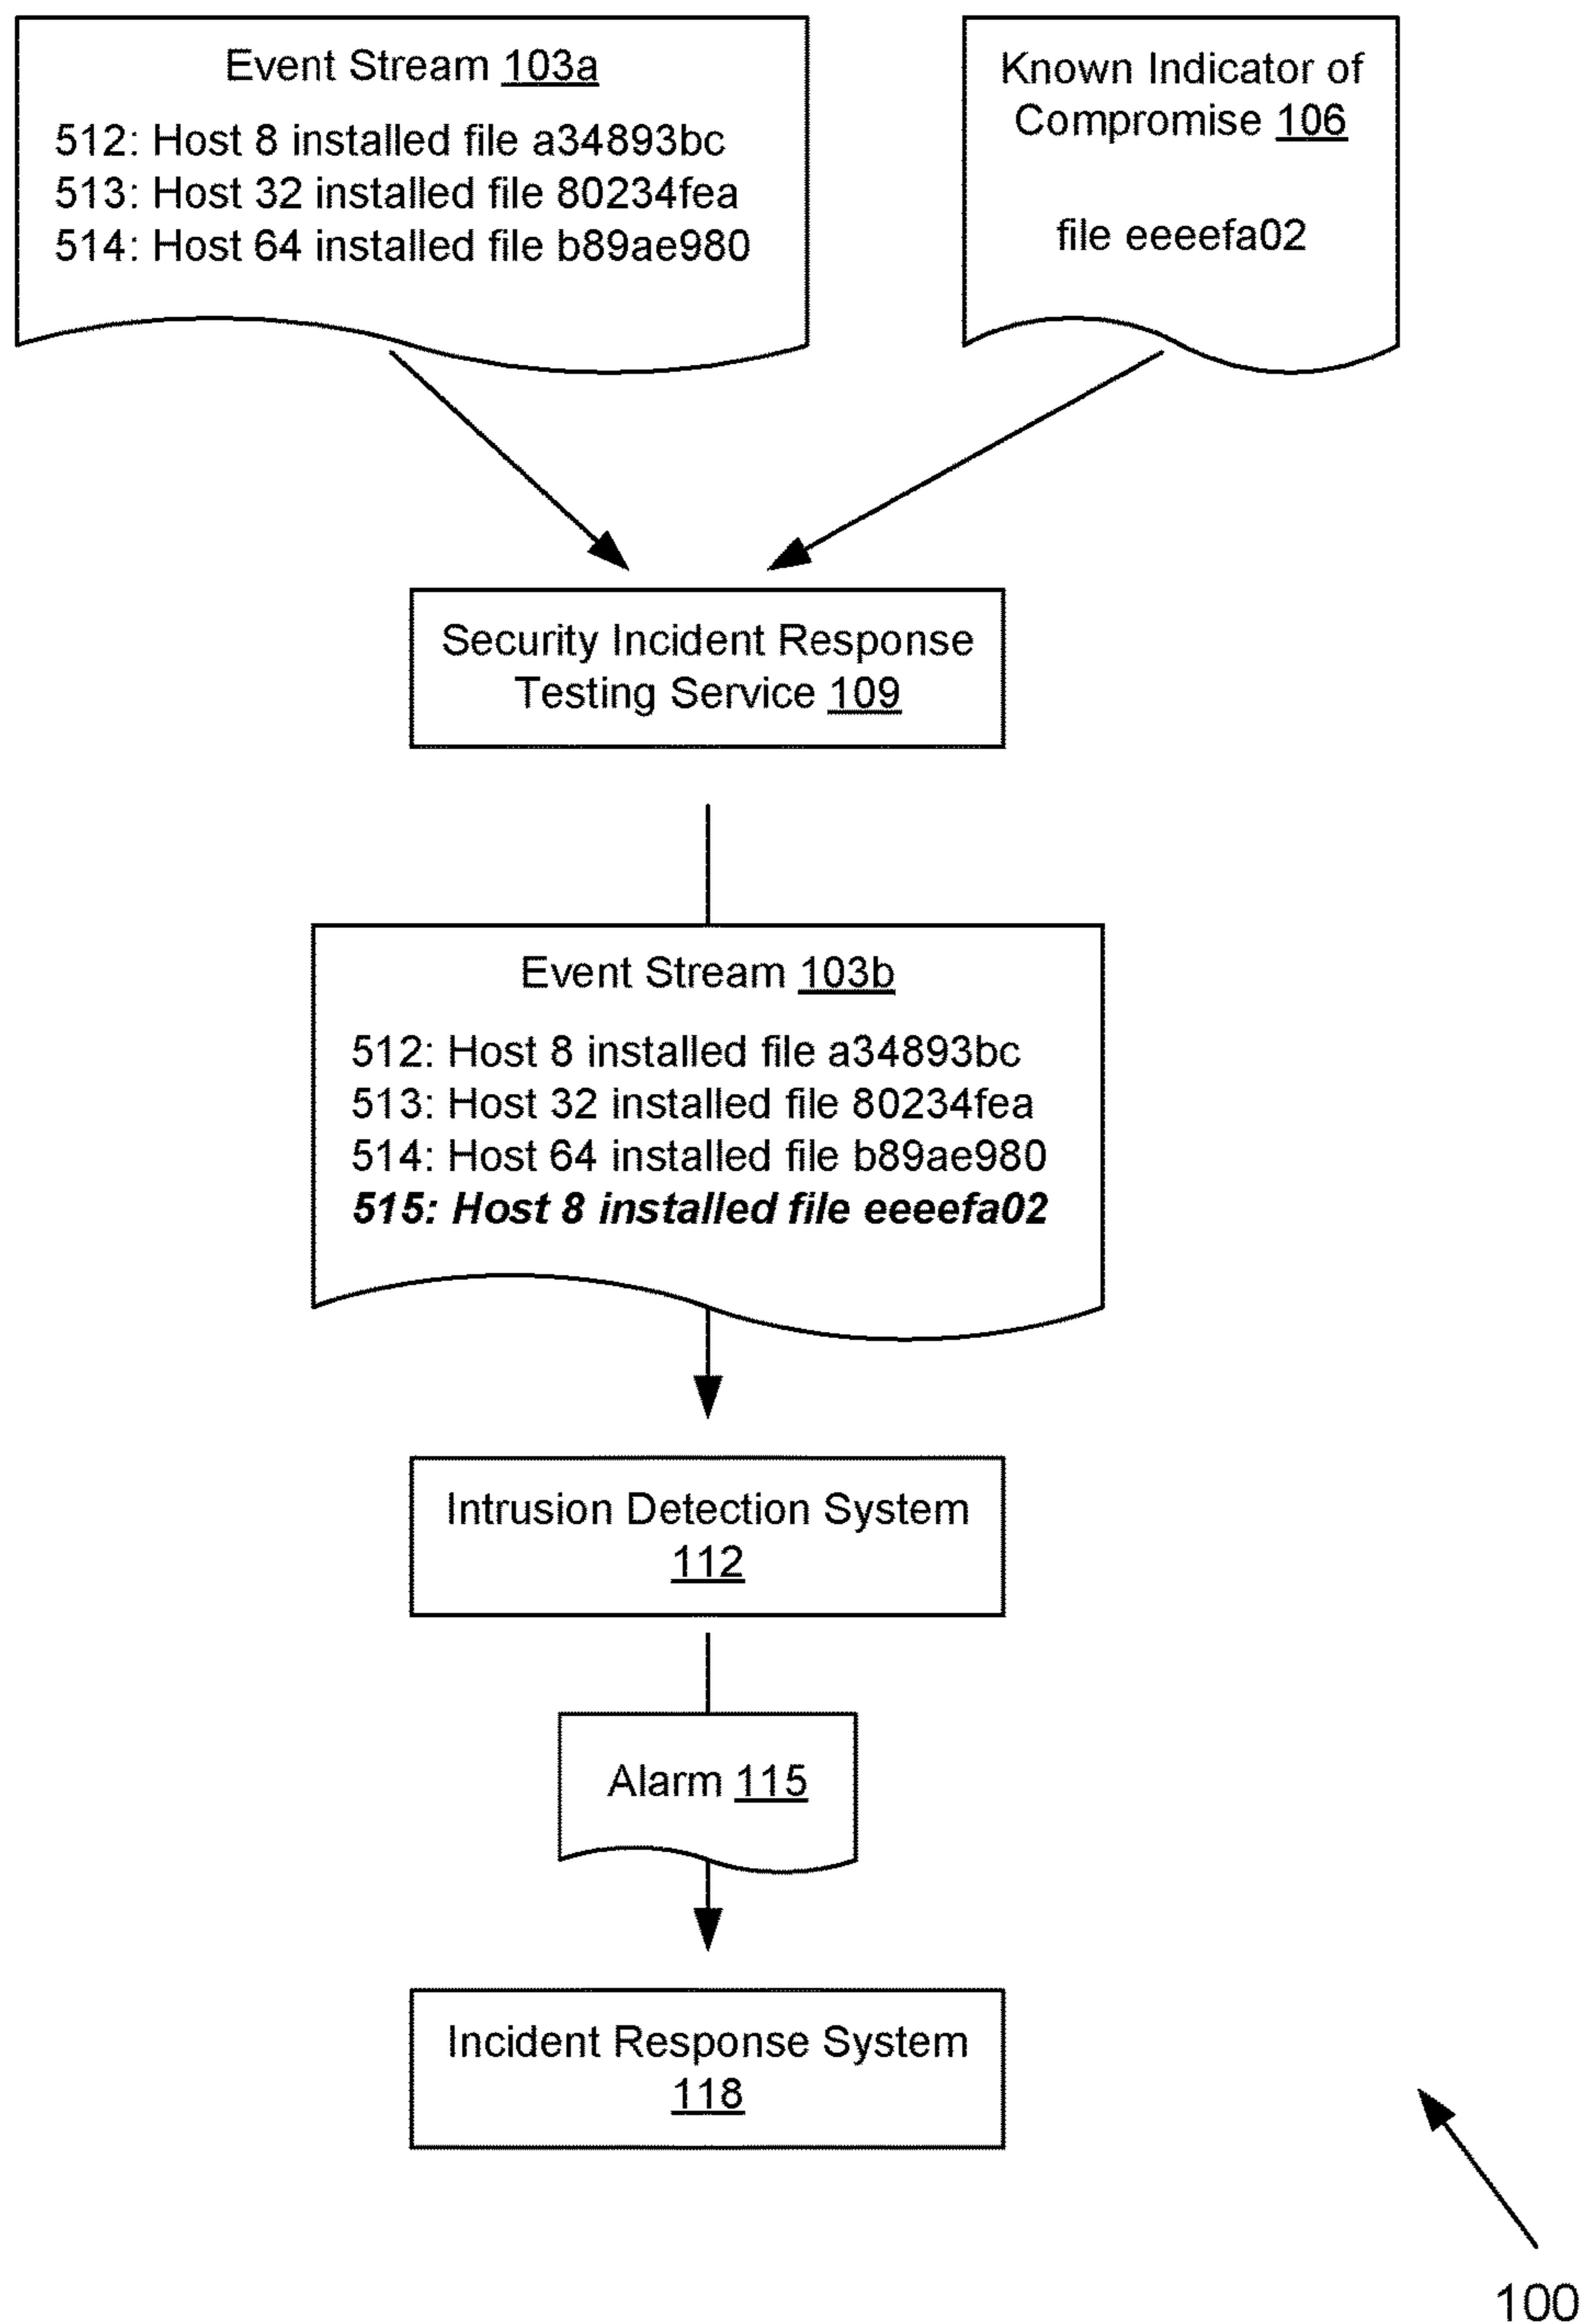 Event Stream 103a
512: Host 8 installed file a34893bc
513: Host 32 installed file 80234fea
514: Host 64 installed file b89ae980
Known Indicator of
Compromise 106
file eeeefa02
Security Incident Response
Testing Service 109
Event Stream 103b
512: Host 8 installed file a34893bc
513: Host 32 installed file 80234fea
514: Host 64 installed file b89ae980
515: Host 8 installed file eeeefa02
Intrusion Detection System
112
Alarm 115
Incident Response System
118
100